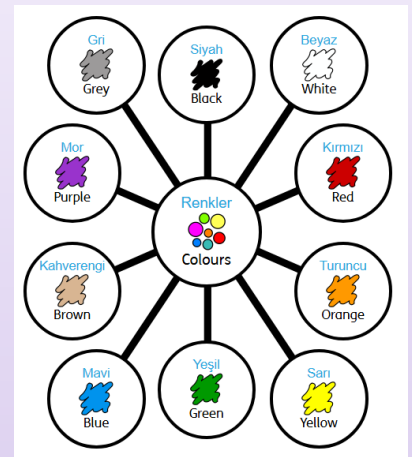 Gri
Grey
Siyah
Black
Beyaz
White
Mor
Purple
Kırmızı
Red
Renkler
Colours
Kahverengi
Brown
Turuncu
Orange
Mavi
Blue
Yeşil
Green
Sarı
Yellow